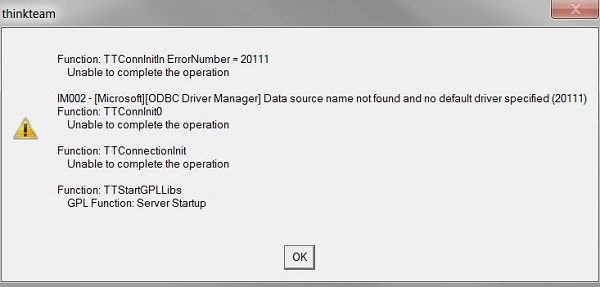 thinkteam
Function: TTConnInitIn ErrorNumber = 20111
Unable to complete the operation
IM002 - [Microsoft][ODBC Driver Manager] Data source name not found and no default driver specified (20111)
Function: TTConnInit0
Unable to complete the operation
Function: TTConnectionInit
Unable to complete the operation
Function: TTStartGPLLibs
GPL Function: Server Startup
OK